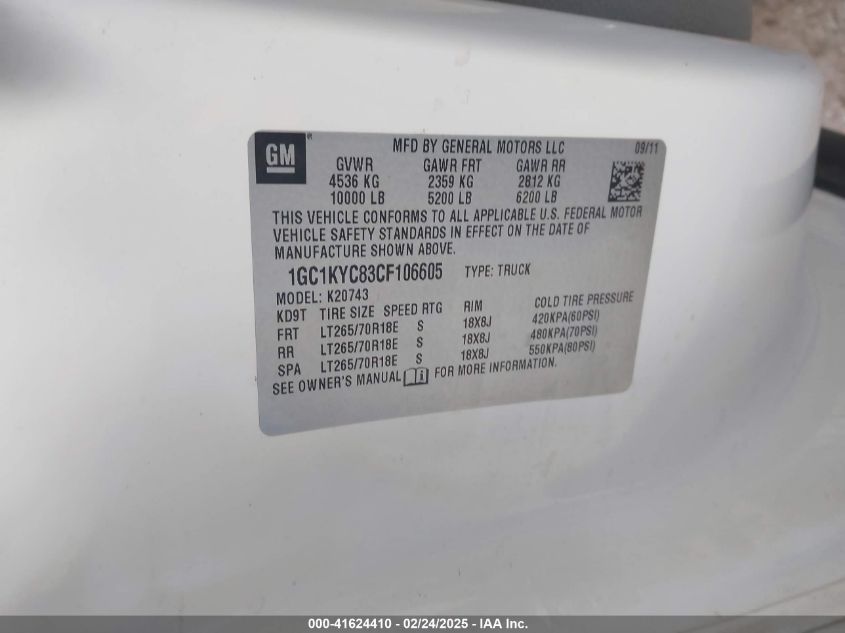 GM®
MFD BY GENERAL MOTORS LLC 09/11
GVWR GAWR FRT GAWR RR
4536 KG 2359 KG 2812 KG
10000 LB 5200 LB 6200 LB
THIS VEHICLE CONFORMS TO ALL APPLICABLE U.S. FEDERAL MOTOR
VEHICLE SAFETY STANDARDS IN EFFECT ON THE DATE OF
MANUFACTURE SHOWN ABOVE.
1GC1KYC83CF106605 TYPE: TRUCK
MODEL: K20743
KD9T TIRE SIZE SPEED RTG RIM COLD TIRE PRESSURE
FRT LT265/70R18E S 18X8J 420KPA(60PSI)
RR LT265/70R18E S 18X8J 480KPA(70PSI)
SPA LT265/70R18E S 18X8J 550KPA(80PSI)
SEE OWNER'S MANUAL FOR MORE INFORMATION.
000-41624410 - 02/24/2025 - IAA Inc.